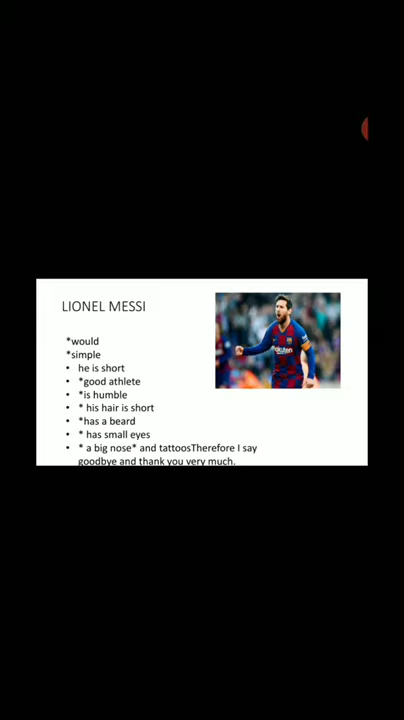 LIONEL MESSI
*would
*simple
• he is short
• *good athlete
• *is humble
• * his hair is short
• *has a beard
• * has small eyes
• * a big nose* and tattoosTherefore I say
goodbye and thank you very much.
Rakuten